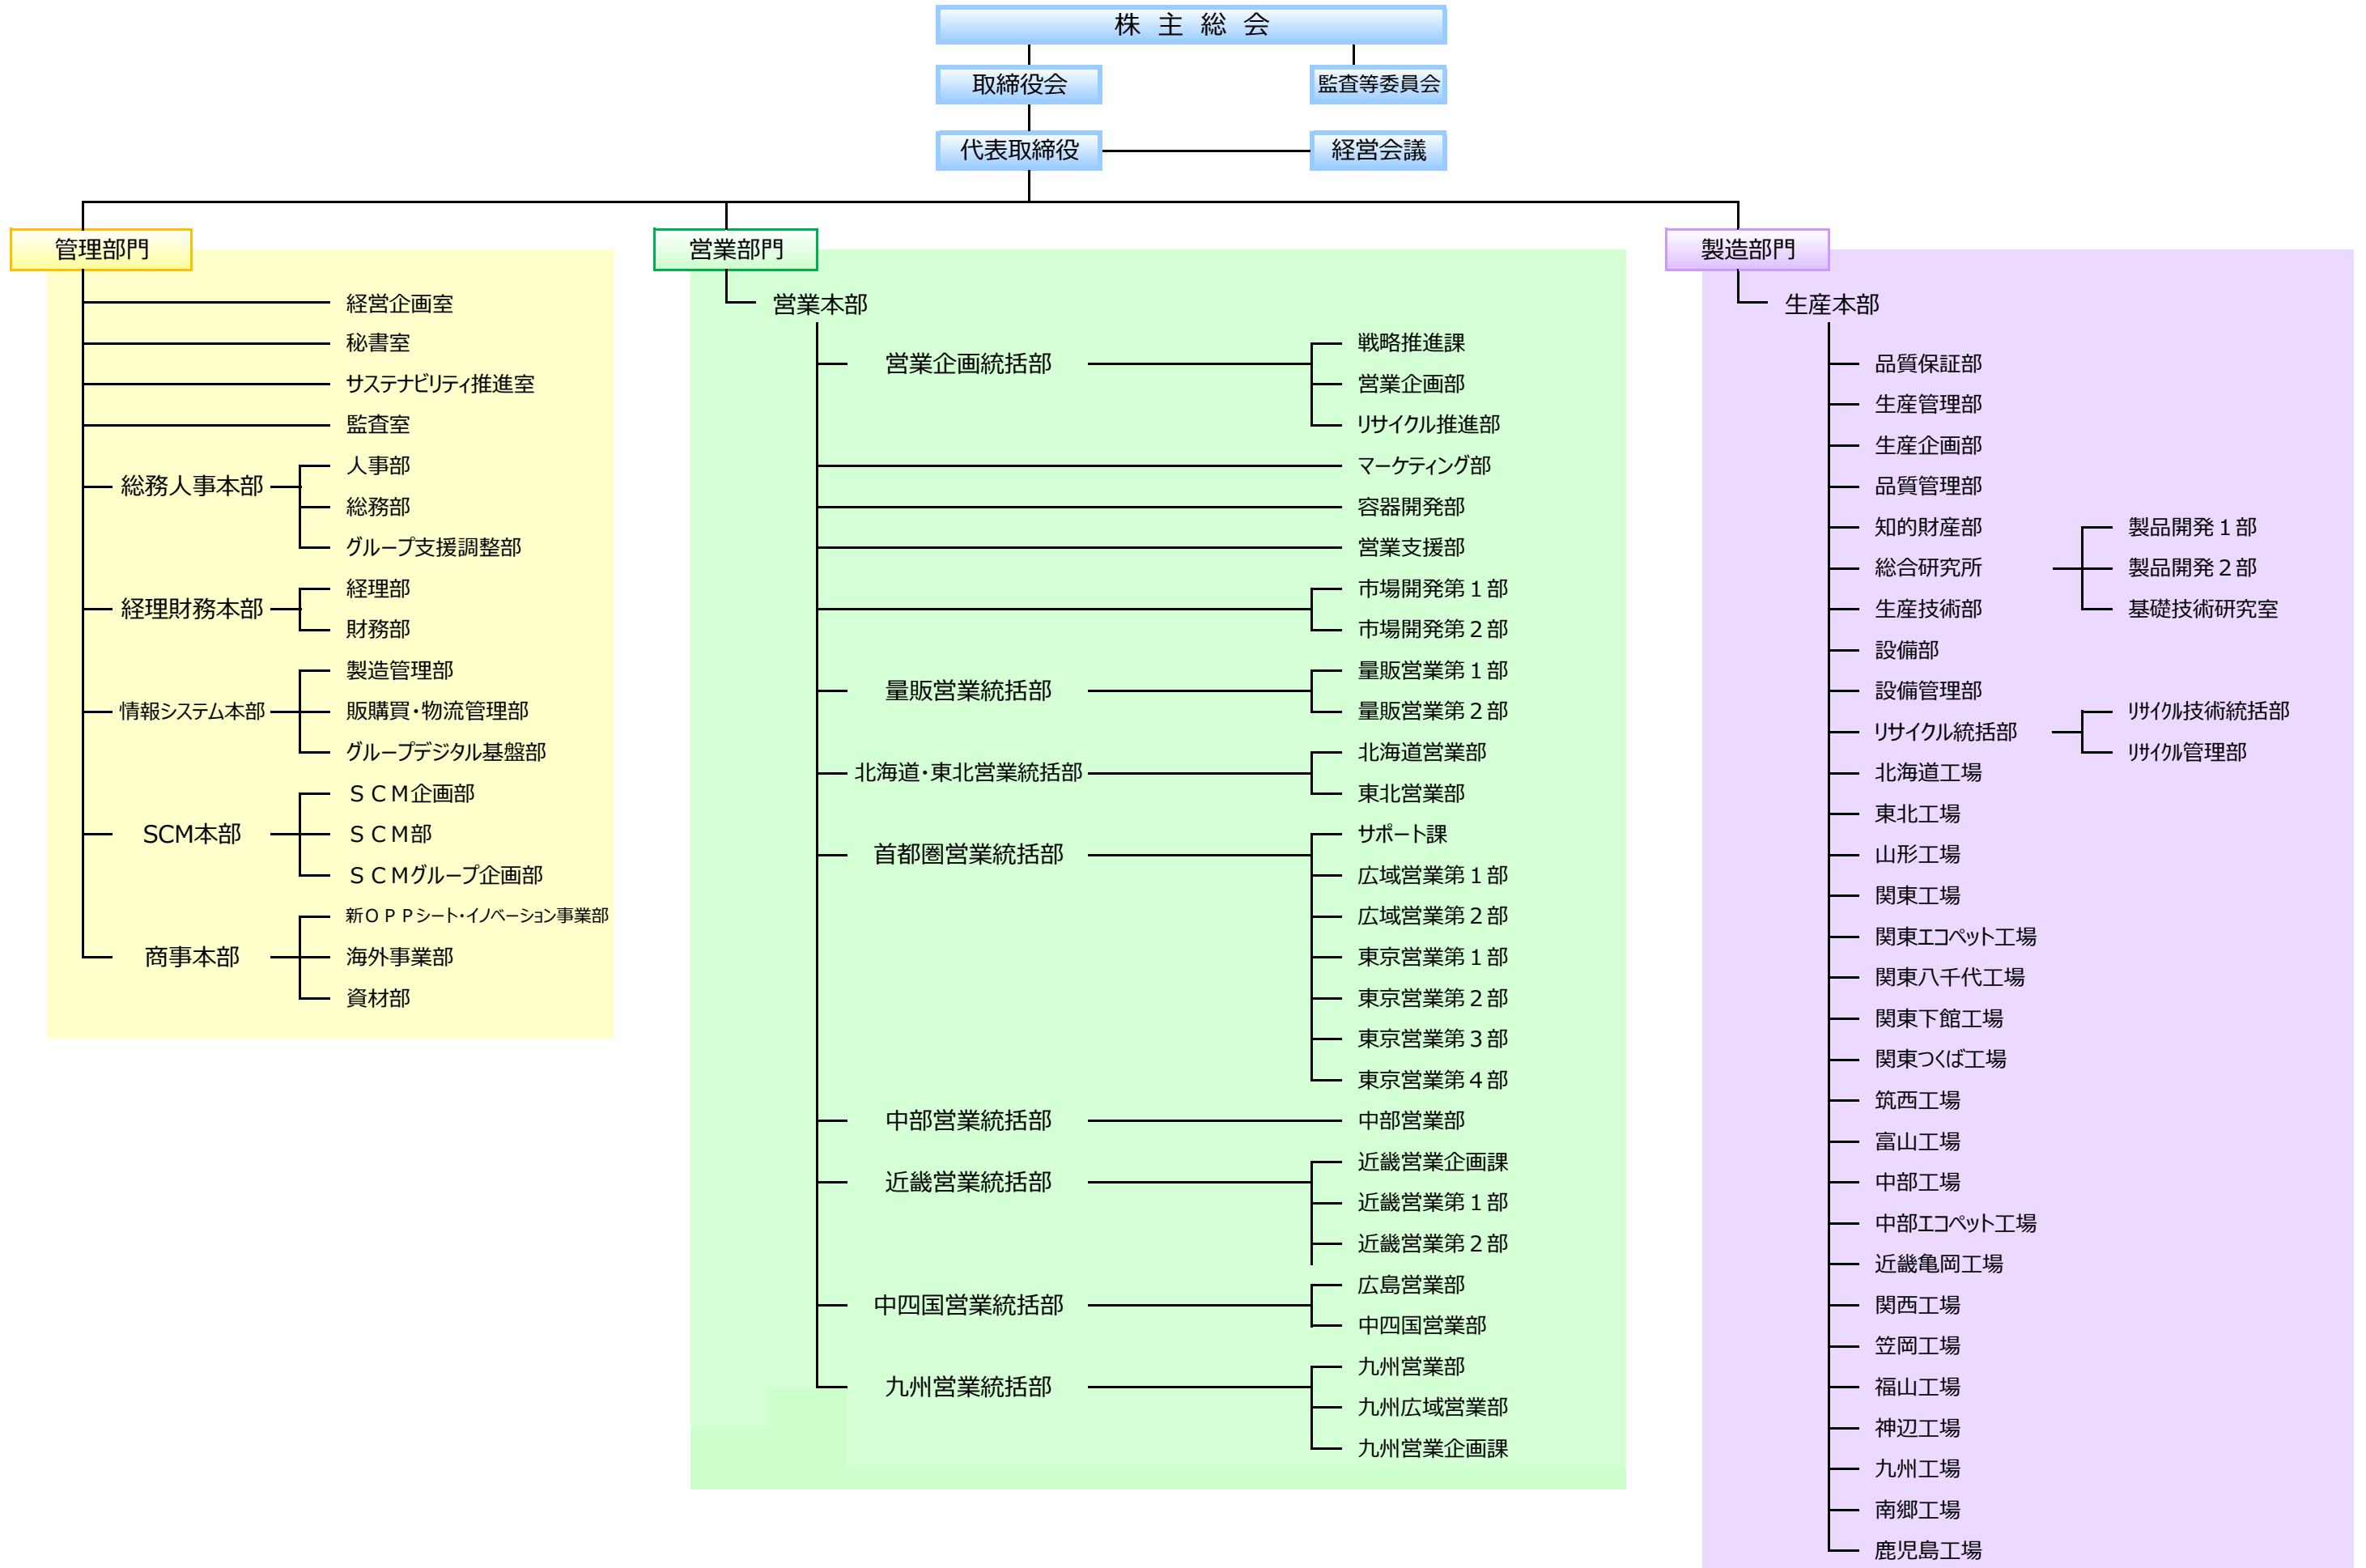 株 主 総 会
取締役会
監査等委員会
代表取締役
経営会議
管理部門
経営企画室
秘書室
サステナビリティ推進室
監査室
総務人事本部
人事部
総務部
グループ支援調整部
経理財務本部
経理部
財務部
情報システム本部
製造管理部
販購買・物流管理部
グループデジタル基盤部
SCM本部
ＳＣＭ企画部
ＳＣＭ部
ＳＣＭグループ企画部
商事本部
新ＯＰＰシート・イノベーション事業部
海外事業部
資材部
営業部門
営業本部
営業企画統括部
戦略推進課
営業企画部
リサイクル推進部
マーケティング部
容器開発部
営業支援部
市場開発第１部
市場開発第２部
量販営業統括部
量販営業第１部
量販営業第２部
北海道・東北営業統括部
北海道営業部
東北営業部
首都圏営業統括部
サポート課
広域営業第１部
広域営業第２部
東京営業第１部
東京営業第２部
東京営業第３部
東京営業第４部
中部営業統括部
中部営業部
近畿営業統括部
近畿営業企画課
近畿営業第１部
近畿営業第２部
中四国営業統括部
広島営業部
中四国営業部
九州営業統括部
九州営業部
九州広域営業部
九州営業企画課
製造部門
生産本部
品質保証部
生産管理部
生産企画部
品質管理部
知的財産部
総合研究所
製品開発１部
製品開発２部
基礎技術研究室
生産技術部
設備部
設備管理部
リサイクル統括部
ﾘｻｲｸﾙ技術統括部
ﾘｻｲｸﾙ管理部
北海道工場
東北工場
山形工場
関東工場
関東エコペット工場
関東八千代工場
関東下館工場
関東つくば工場
筑西工場
富山工場
中部工場
中部エコペット工場
近畿亀岡工場
関西工場
笠岡工場
福山工場
神辺工場
九州工場
南郷工場
鹿児島工場